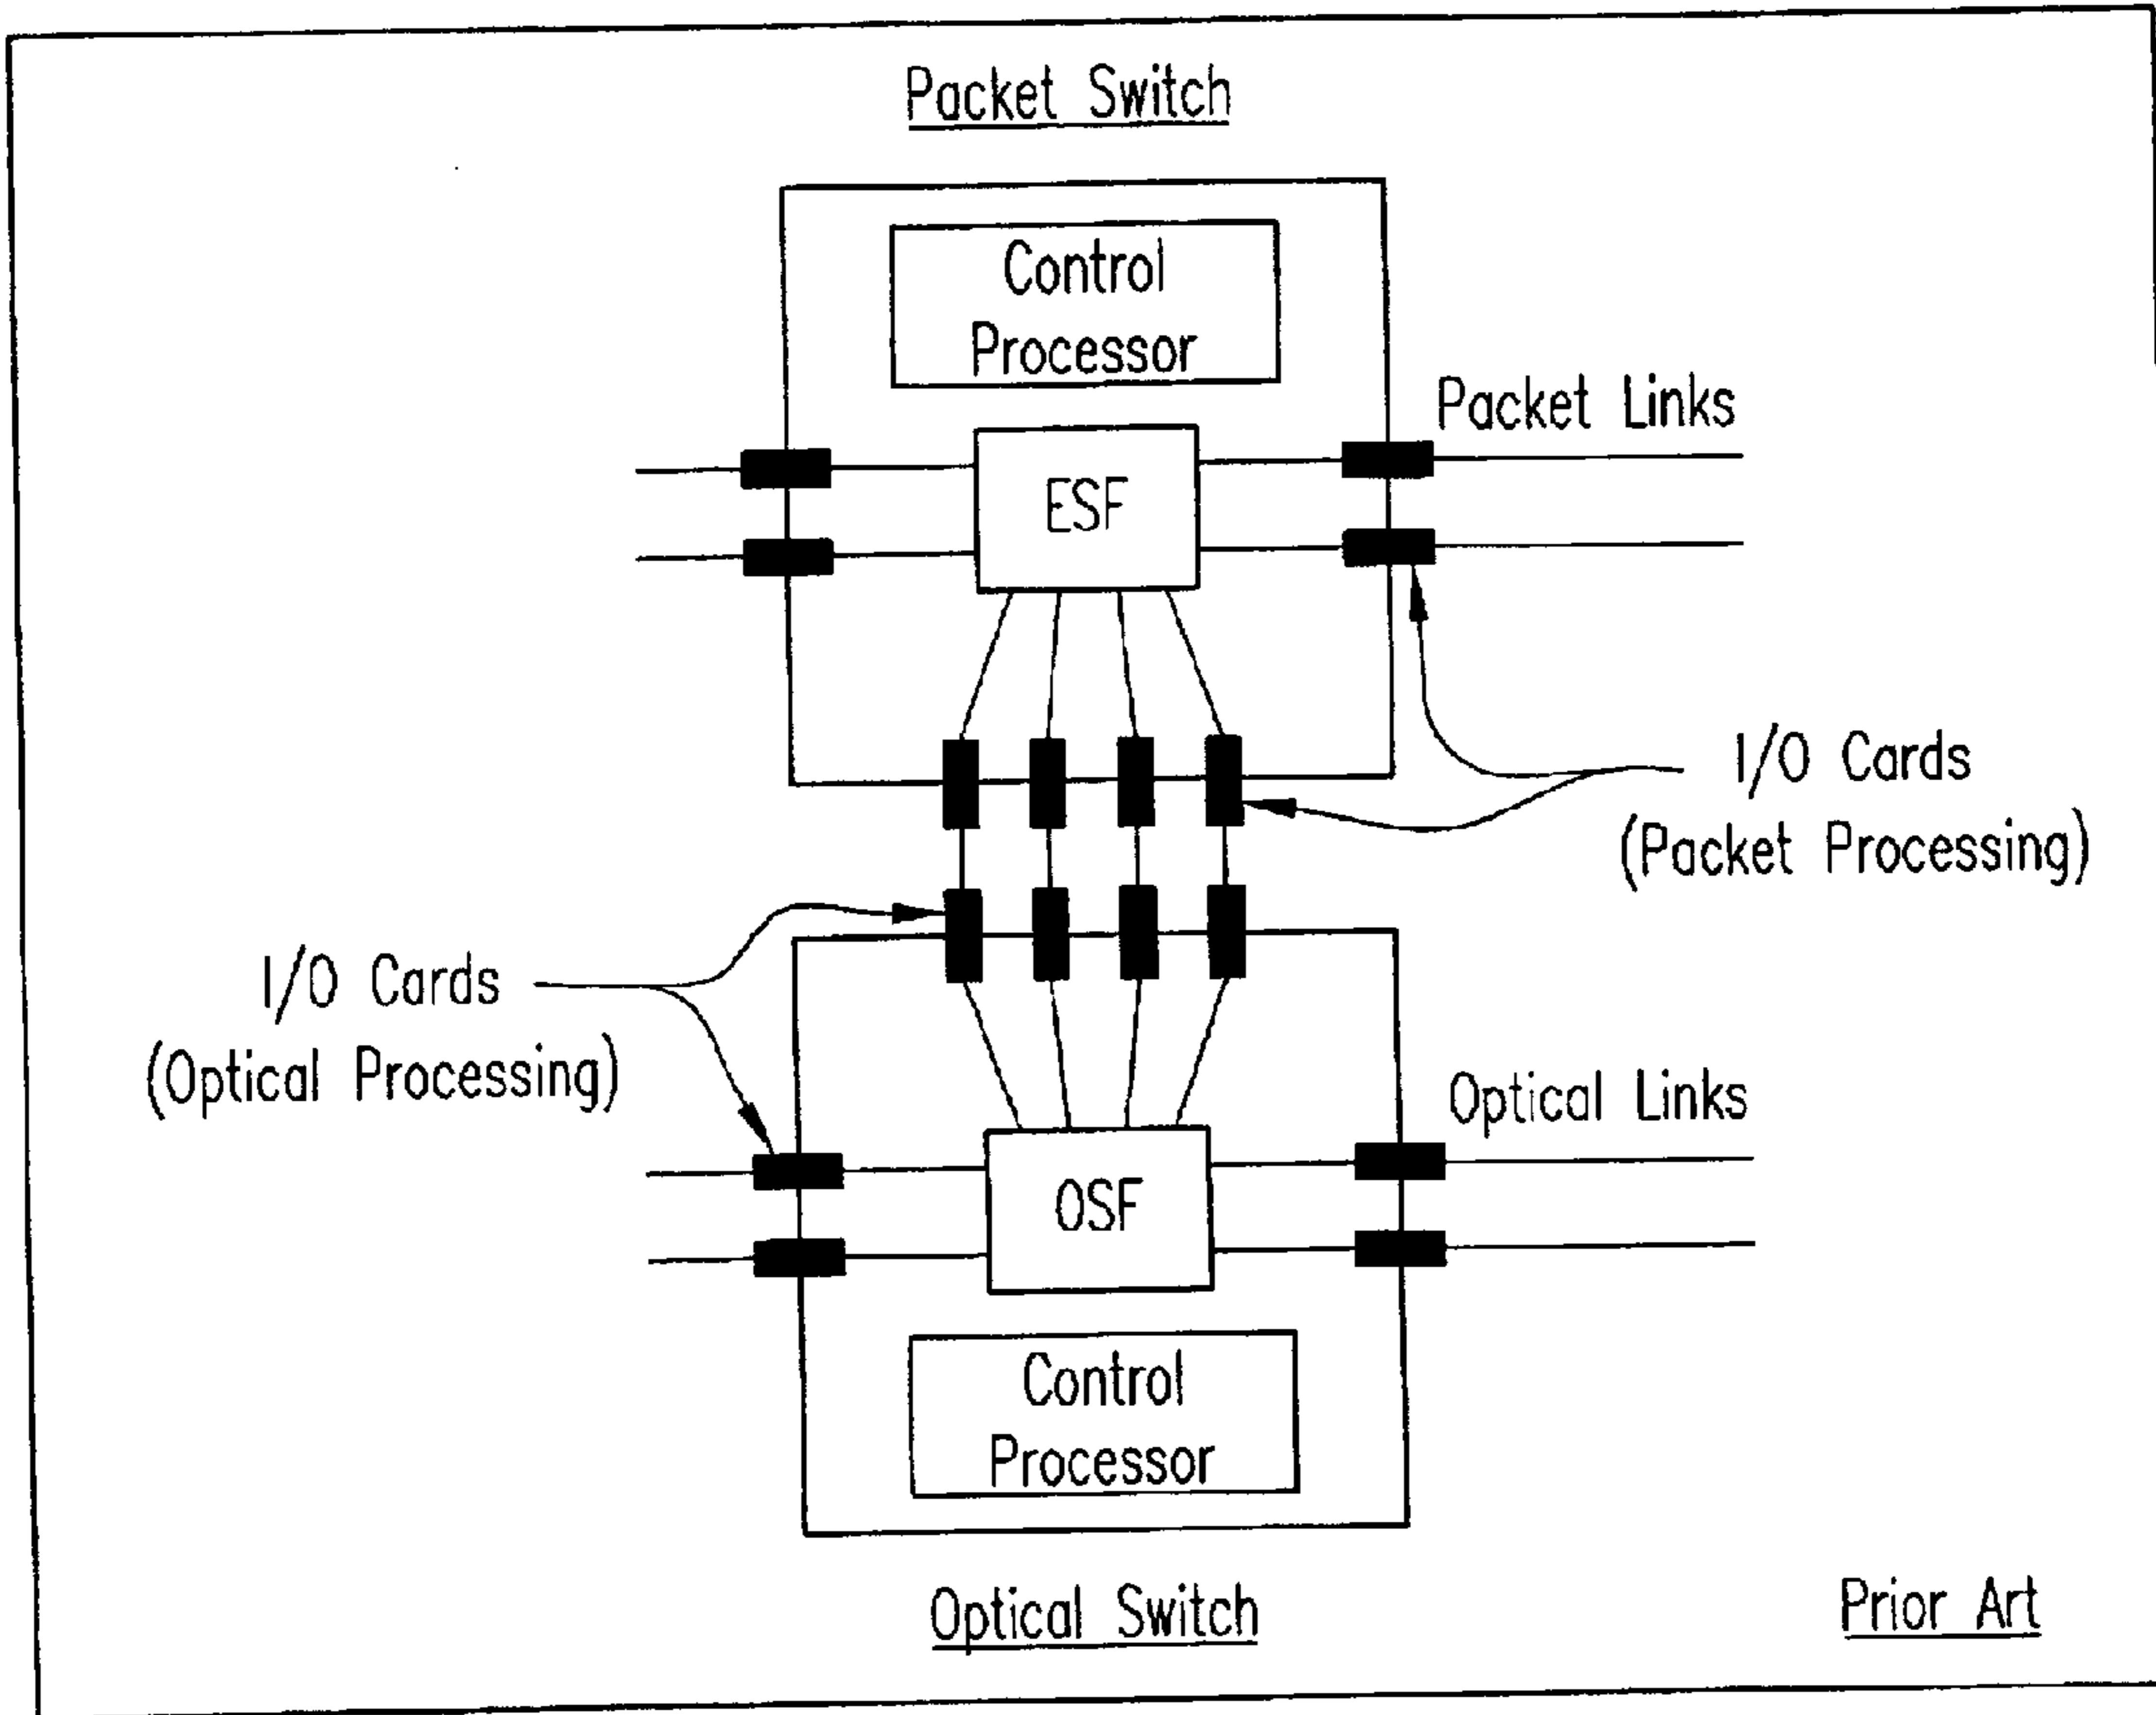 Packet Switch
Control
Processor
Packet Links
ESF
I/O Cards
(Packet Processing)
I/O Cards
(Optical Processing)
Optical Links
OSF
Control
Processor
Optical Switch
Prior Art